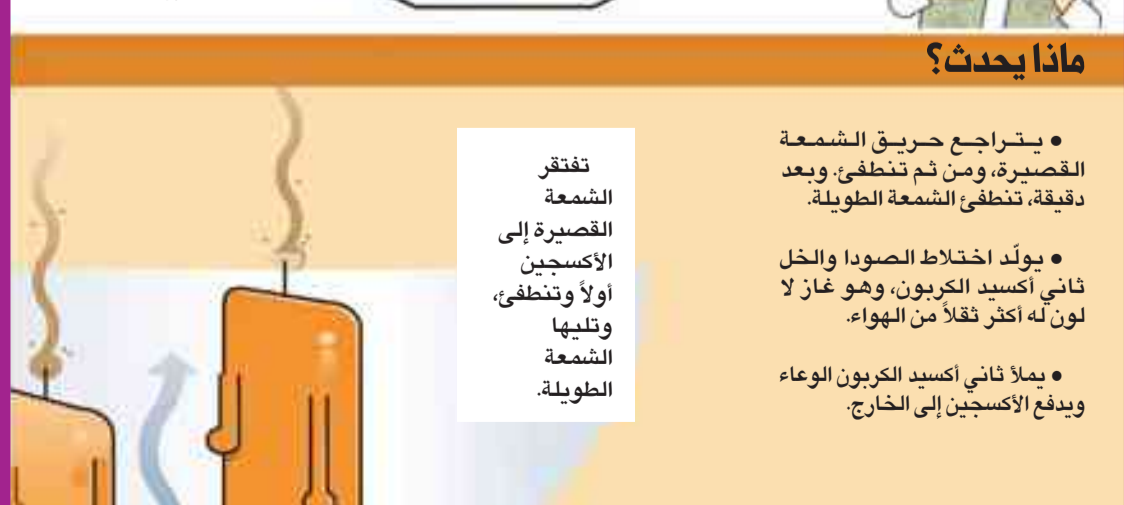 ماذا يحدث؟
• يتراجع حريق الشمعة
القصيرة، ومن ثم تنطفئ. وبعد
دقيقة، تنطفئ الشمعة الطويلة.
• يولّد اختلاط الصودا والخل
ثاني أكسيد الكربون، وهو غاز لا
لون له أكثر ثقلاً من الهواء.
• يملأ ثاني أكسيد الكربون الوعاء
ويدفع الأكسجين إلى الخارج.
تفتقر
الشمعة
القصيرة إلى
الأكسجين
أولاً وتنطفئ،
وتليها
الشمعة
الطويلة.